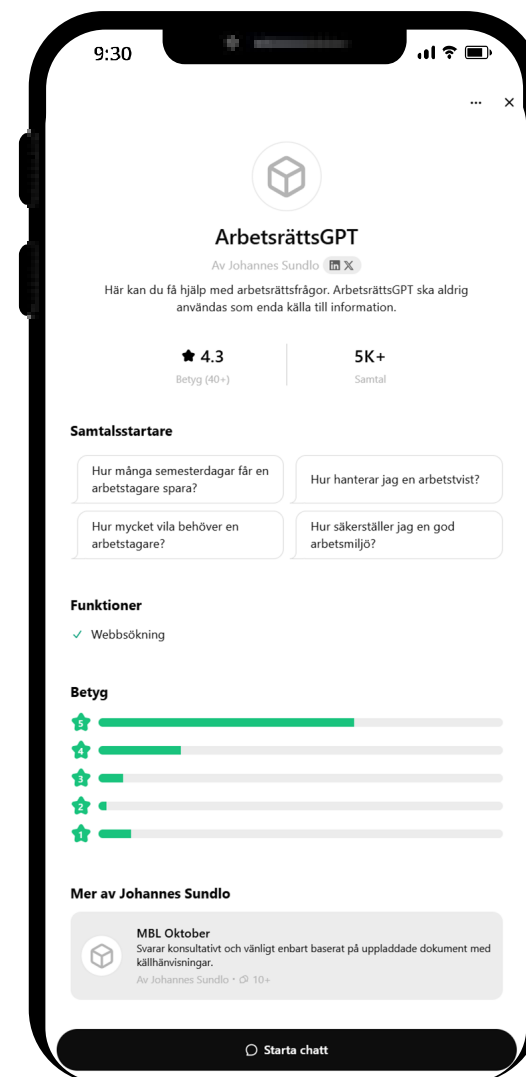 9:30
ArbetsrättsGPT
Av Johannes Sundlo
Här kan du få hjälp med arbetsrättsfrågor. ArbetsrättsGPT ska aldrig
användas som enda källa till information.
4.3
5K+
Betyg (40+)
Samtal
Samtalsstartare
Hur många semesterdagar får en
arbetstagare spara?
Hur hanterar jag en arbetstvist?
Hur mycket vila behöver en
arbetstagare?
Hur säkerställer jag en god
arbetsmiljö?
Funktioner
Webbsökning
Betyg
5
4
3
2
1
Mer av Johannes Sundlo
MBL Oktober
Svarar konsultativt och vänligt enbart baserat på uppladdade dokument med
källhänvisningar.
Av Johannes Sundlo • 10+
Starta chatt